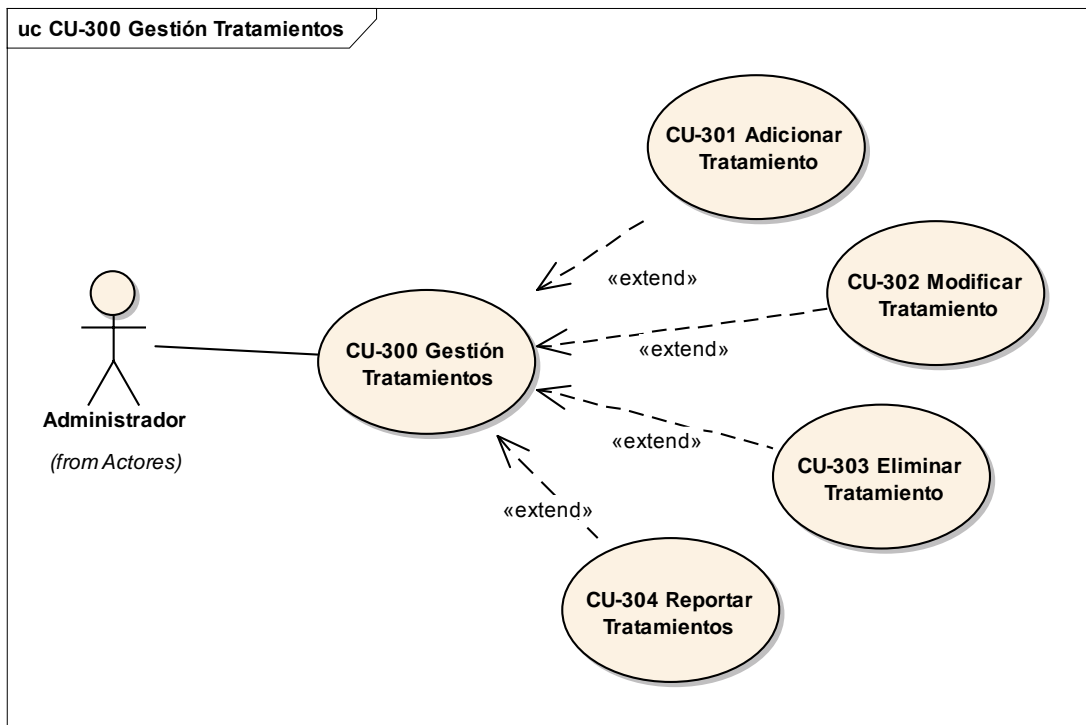 uc CU-300 Gestión Tratamientos
CU-301 Adicionar
Tratamiento
«extend»
CU-302 Modificar
Tratamiento
«extend»
CU-300 Gestión
Tratamientos
Administrador
(from Actores)
«extend»
CU-303 Eliminar
Tratamiento
«extend»
CU-304 Reportar
Tratamientos